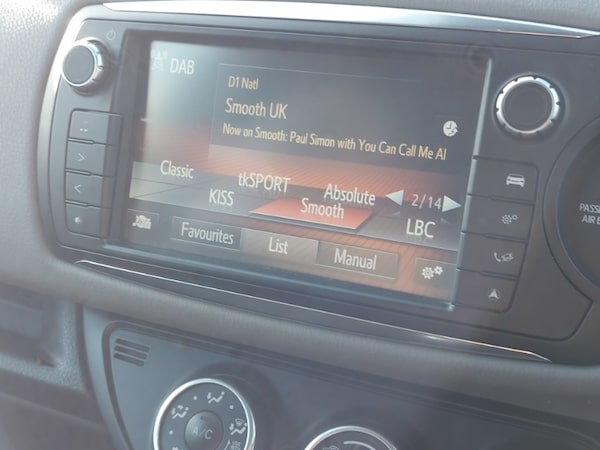 DAB
D1 Natl
Smooth UK
Now on Smooth: Paul Simon with You Can Call Me Al
Classic
tkSPORT
Absolute
2/14
KISS
Smooth
LBC
Favourites
List
Manual
PASSE
AIR B
A/C